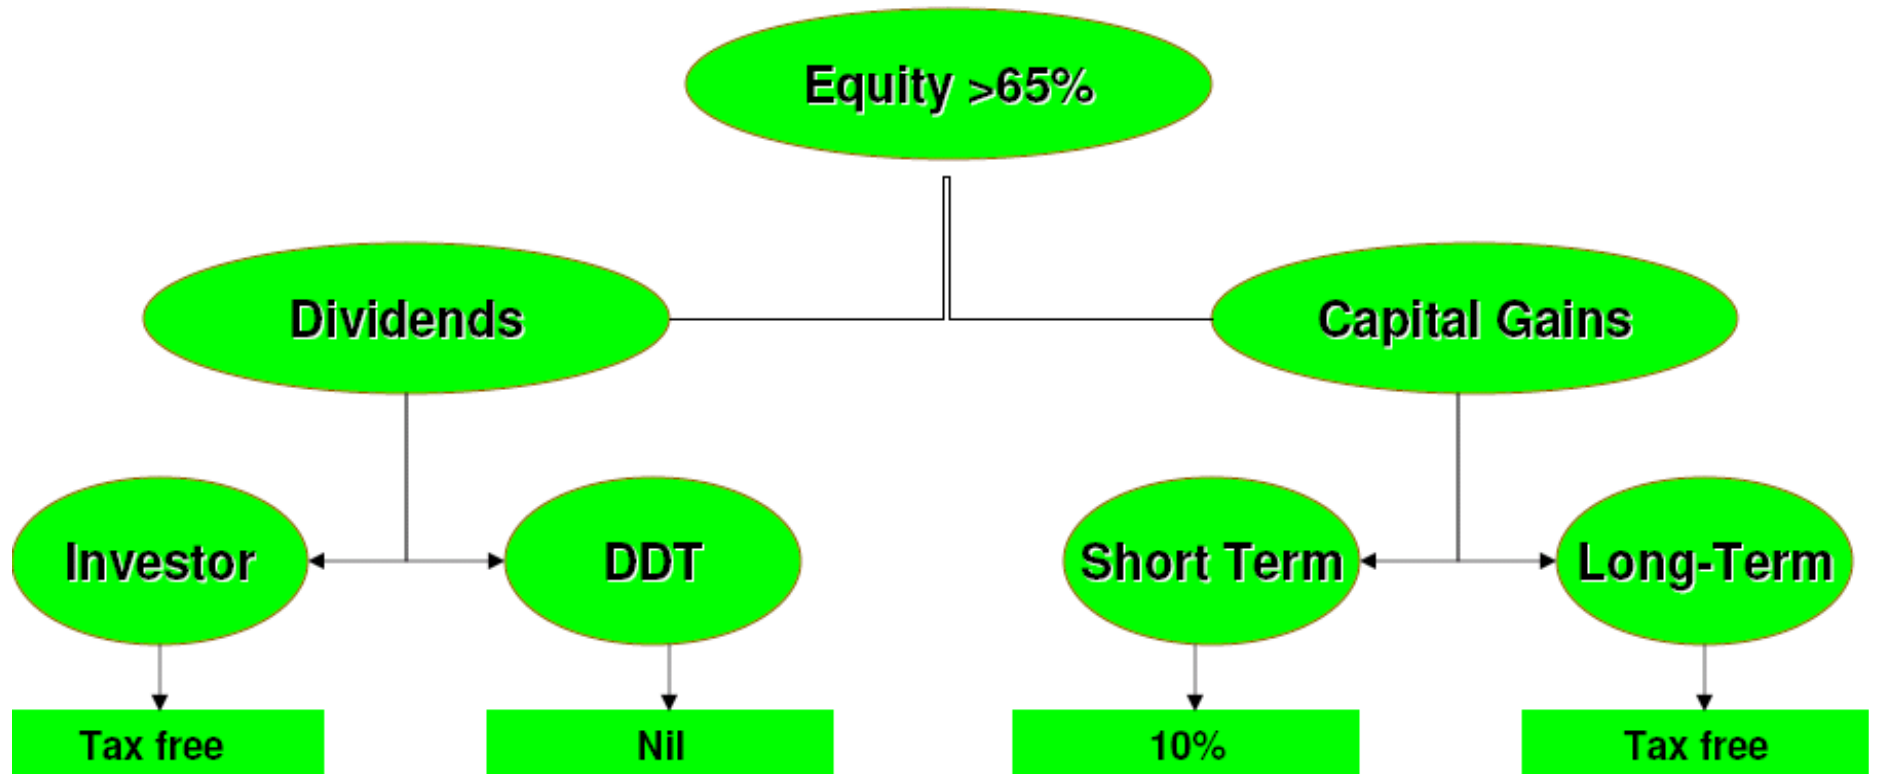 Equity >65%
Dividends
Capital Gains
Investor
DDT
Short Term
Long-Term
Tax free
Nil
10%
Tax free